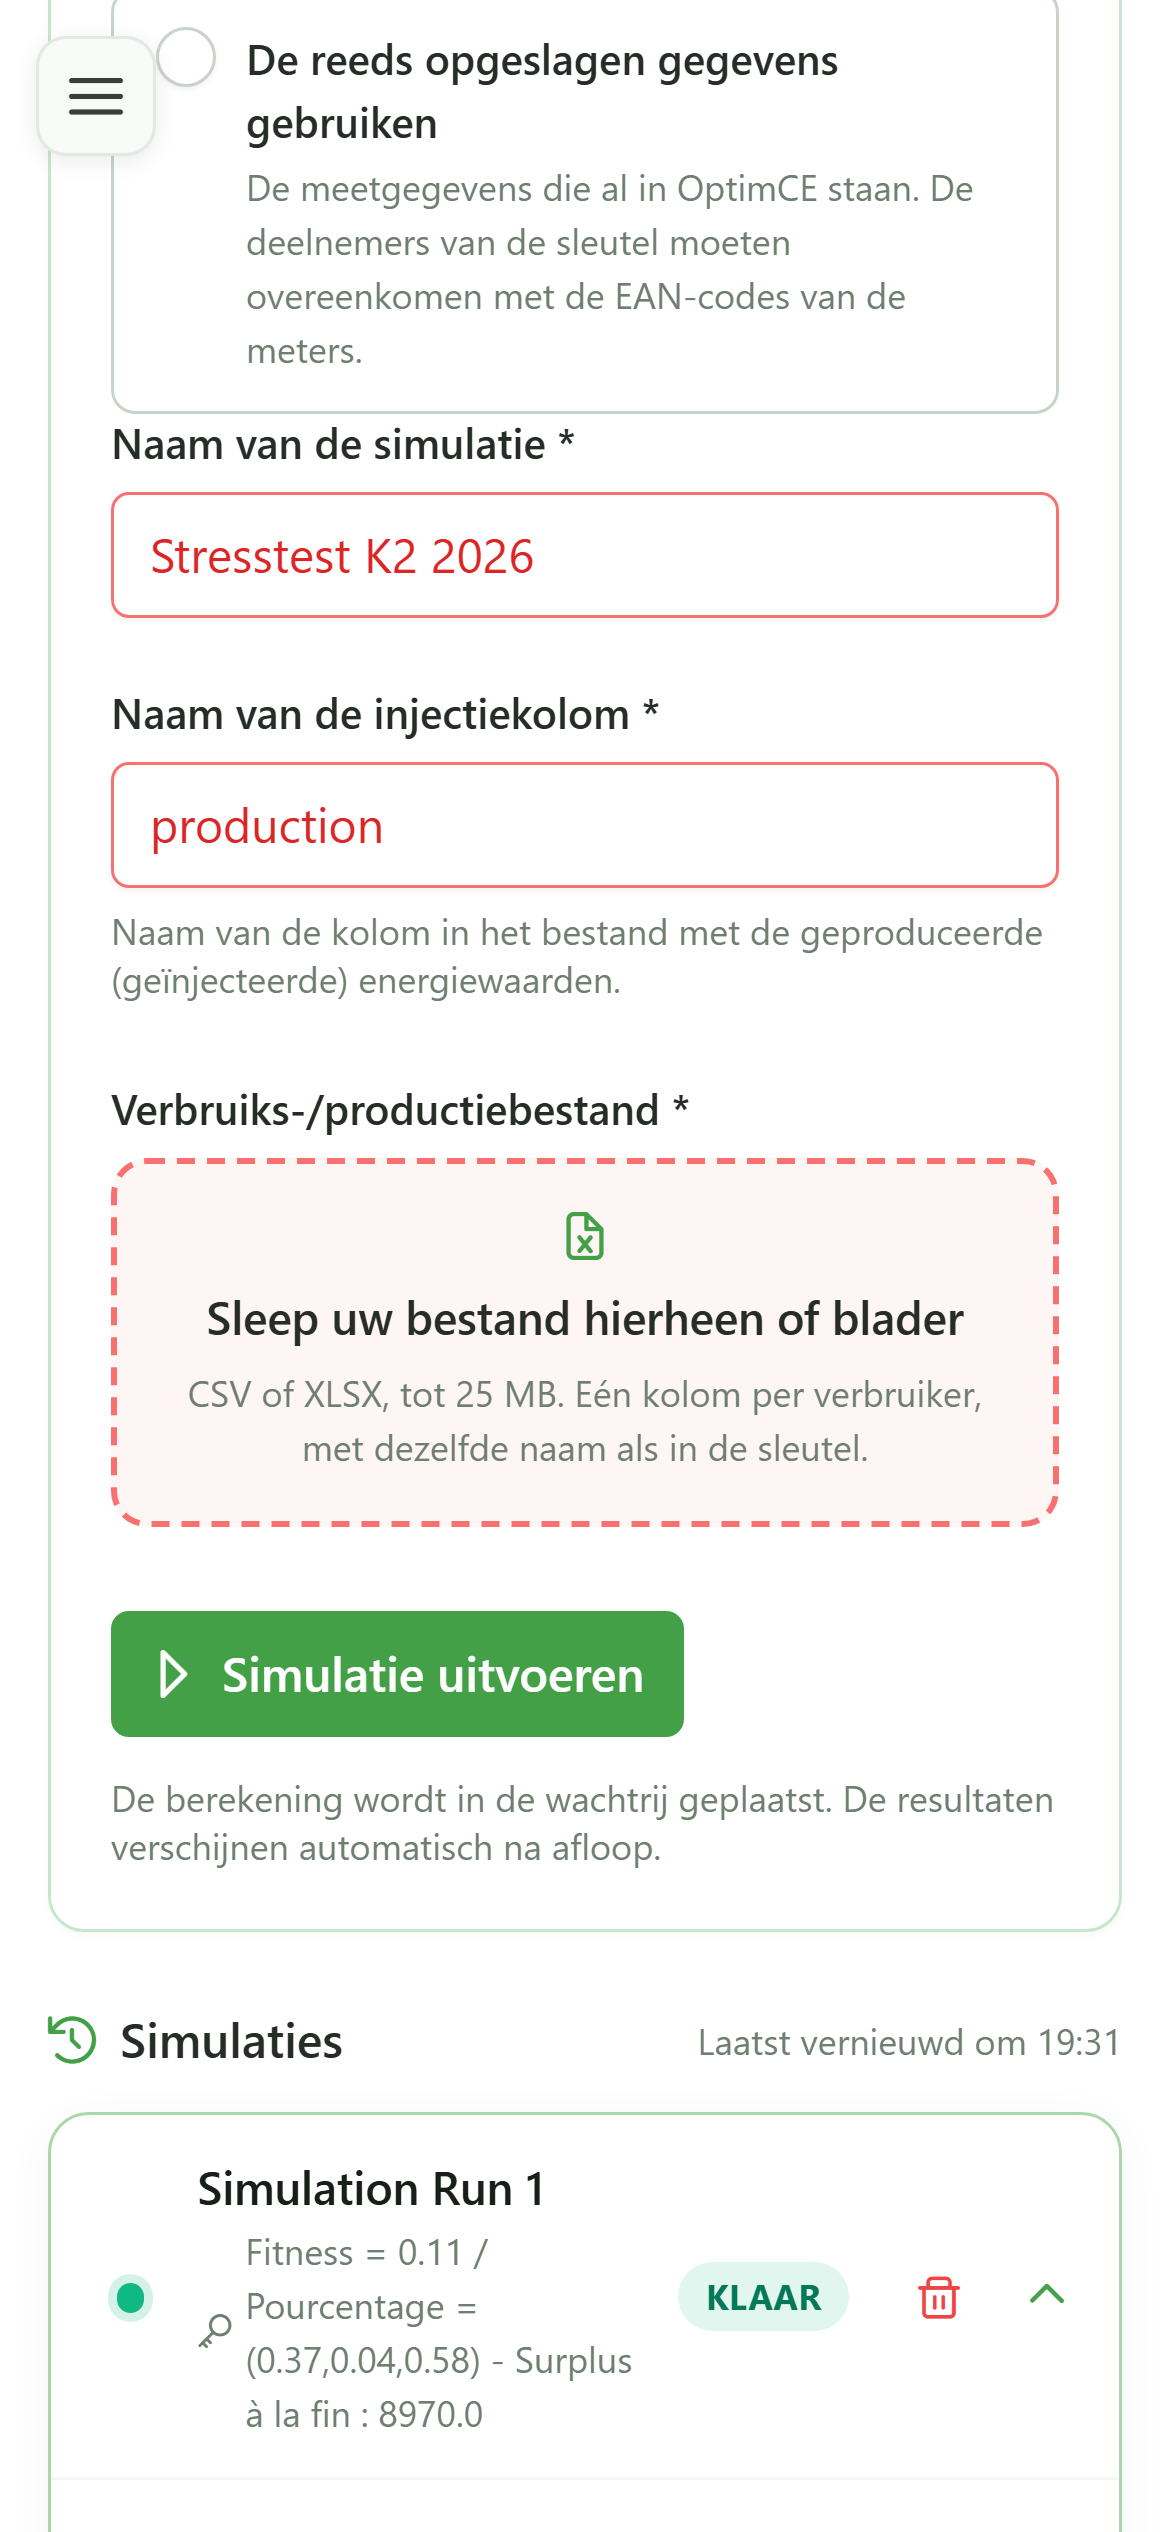 De reeds opgeslagen gegevens
gebruiken
De meetgegevens die al in OptimCE staan. De
deelnemers van de sleutel moeten
overeenkomen met de EAN-codes van de
meters.
Naam van de simulatie *
Stresstest K2 2026
Naam van de injectiekolom *
production
Naam van de kolom in het bestand met de geproduceerde
(geïnjecteerde) energiewaarden.
Verbruiks-/productiebestand *
Sleep uw bestand hierheen of blader
CSV of XLSX, tot 25 MB. Eén kolom per verbruiker,
met dezelfde naam als in de sleutel.
Simulatie uitvoeren
De berekening wordt in de wachtrij geplaatst. De resultaten
verschijnen automatisch na afloop.
Simulaties
Laatst vernieuwd om 19:31
Simulation Run 1
Fitness = 0.11 /
Pourcentage =
(0.37,0.04,0.58) - Surplus
à la fin : 8970.0
KLAAR